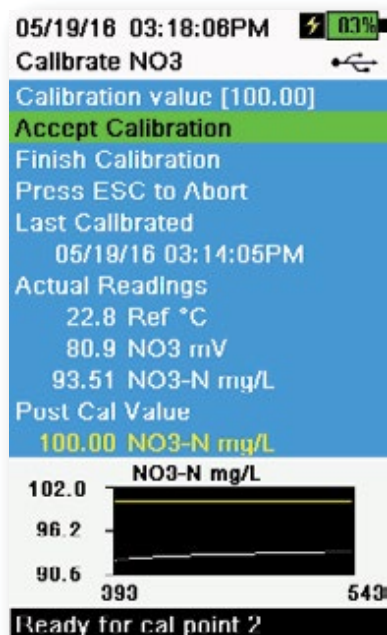 05/19/16 03:18:06PM 83%
Calibrate NO3
Calibration value [100.00]
Accept Calibration
Finish Calibration
Press ESC to Abort
Last Calibrated
05/19/16 03:14:05PM
Actual Readings
22.8 Ref °C
80.9 NO3 mV
93.51 NO3-N mg/L
Post Cal Value
100.00 NO3-N mg/L
NO3-N mg/L
102.0
96.2
90.6
393 543
Ready for cal point 2